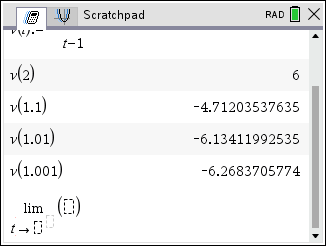 Scratchpad RAD
t−1
v(2) 6
v(1.1) -4.71203537635
v(1.01) -6.13411992535
v(1.001) -6.2683705774
lim
t→